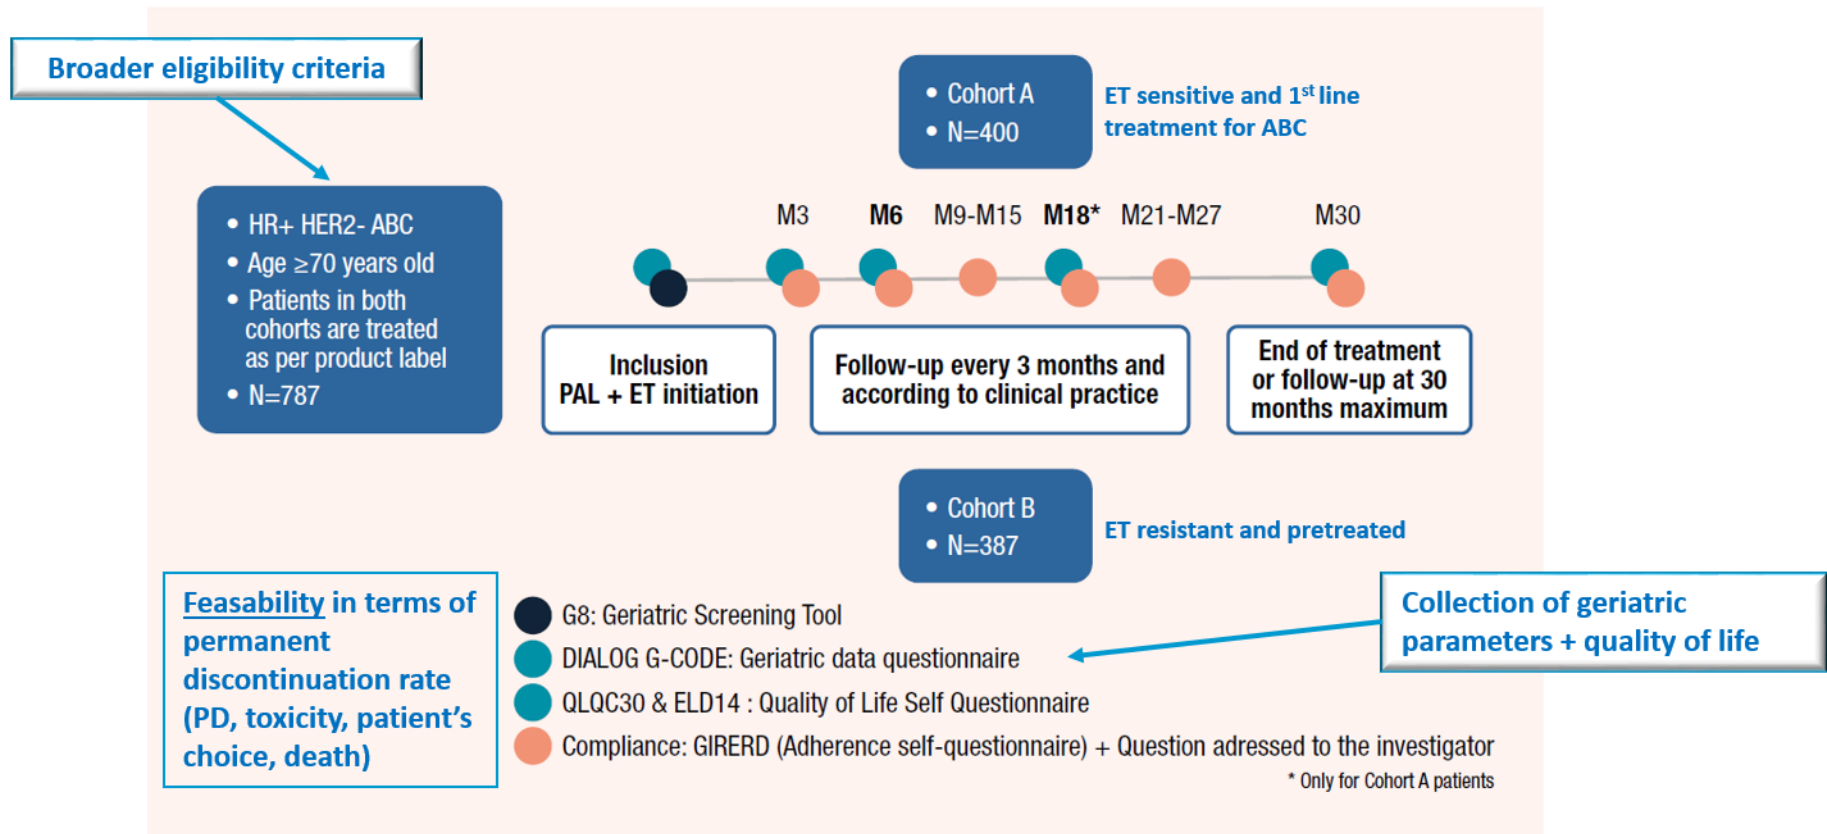 Broader eligibility criteria
• Cohort A
• N=400
ET sensitive and 1st line
treatment for ABC
• HR+ HER2- ABC
• Age ≥70 years old
• Patients in both
cohorts are treated
as per product label
• N=787
M3 M6 M9-M15 M18* M21-M27 M30
Inclusion
PAL + ET initiation
Follow-up every 3 months and
according to clinical practice
End of treatment
or follow-up at 30
months maximum
• Cohort B
• N=387
ET resistant and pretreated
Feasability in terms of
permanent
discontinuation rate
(PD, toxicity, patient's
choice, death)
G8: Geriatric Screening Tool
DIALOG G-CODE: Geriatric data questionnaire
QLQC30 & ELD14 : Quality of Life Self Questionnaire
Compliance: GIRERD (Adherence self-questionnaire) + Question adressed to the investigator
* Only for Cohort A patients
Collection of geriatric
parameters + quality of life